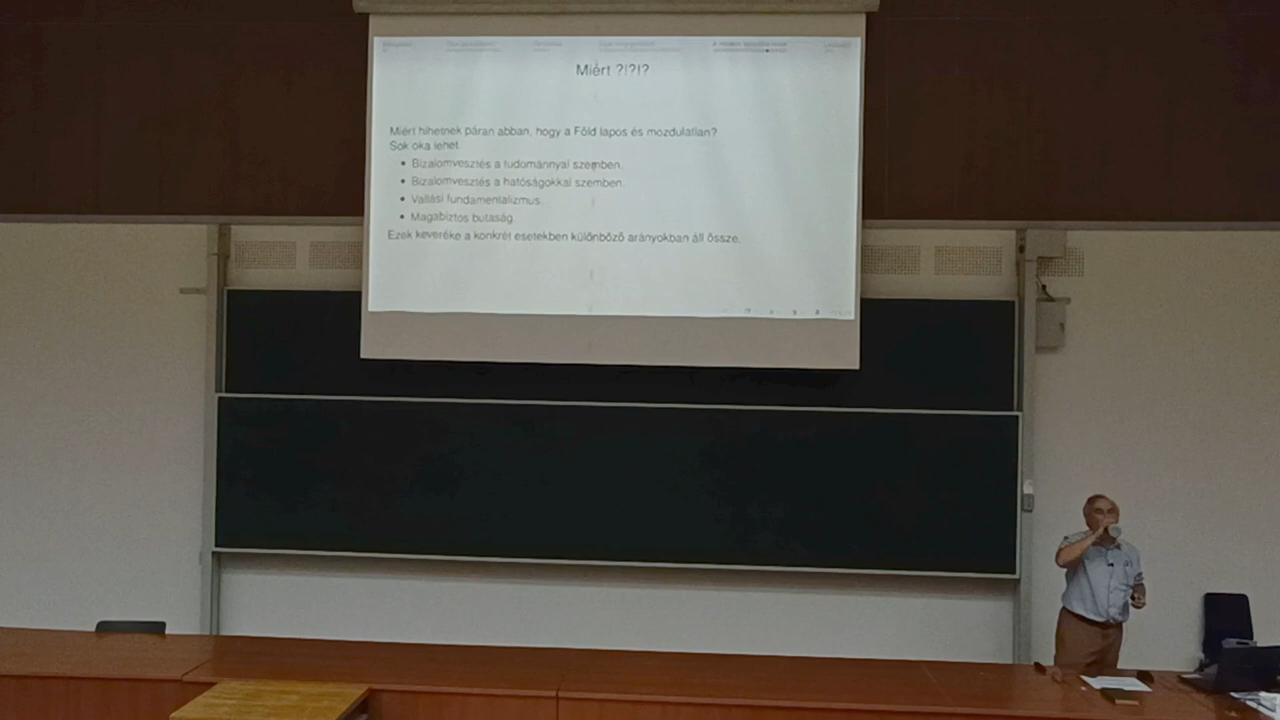 Miért ?!?!?
Miért hihetnek páran abban, hogy a Föld lapos és mozdulatlan?
Sok oka lehet.
• Bizalomvesztés a tudománnyal szemben.
• Bizalomvesztés a hatóságokkal szemben.
• Vallási fundamentalizmus.
• Magabiztos butaság.
Ezek keveréke a konkrét esetekben különböző arányokban áll össze.